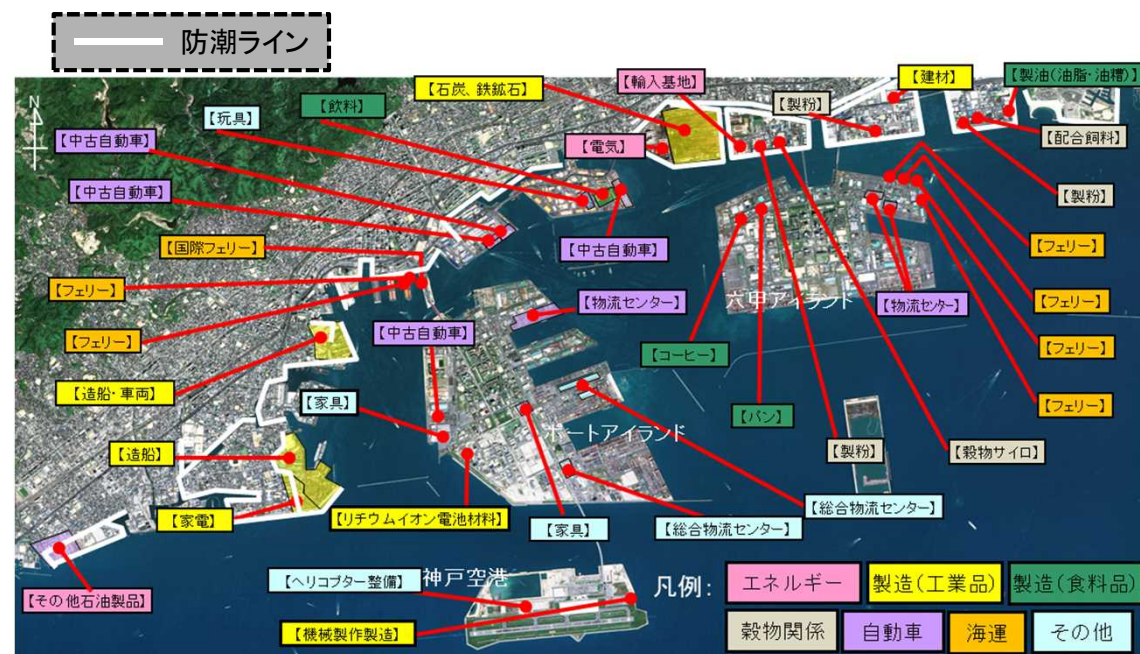 防潮ライン
N
【石炭、鉄鉱石】
【輸入基地】
【建材】
【製油(油脂・油糟)】
【飲料】
【製粉】
【玩具】
【中古自動車】
【電気】
【配合飼料】
【中古自動車】
【製粉】
【国際フェリー】
【中古自動車】
【フェリー】
【フェリー】
【物流センター】
六甲アイランド
【物流センター】
【フェリー】
【フェリー】
【中古自動車】
【フェリー】
【コーヒー】
【造船・車両】
【家具】
【パン】
【フェリー】
ポートアイランド
【造船】
【製粉】
【穀物サイロ】
【家電】
【リチウムイオン電池材料】
【家具】
【総合物流センター】
【総合物流センター】
【その他石油製品】
【ヘリコプター整備】
神戸空港
【機械製作製造】
凡例:
エネルギー
製造(工業品)
製造(食料品)
穀物関係
自動車
海運
その他